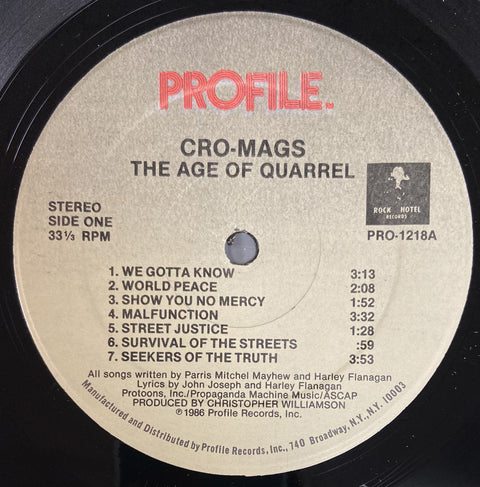 PROFILE™
CRO-MAGS
THE AGE OF QUARREL
STEREO
SIDE ONE
33⅓ RPM
ROCK HOTEL
RECORDS
PRO-1218A
1. WE GOTTA KNOW 3:13
2. WORLD PEACE 2:08
3. SHOW YOU NO MERCY 1:52
4. MALFUNCTION 3:32
5. STREET JUSTICE 1:28
6. SURVIVAL OF THE STREETS :59
7. SEEKERS OF THE TRUTH 3:53
All songs written by Parris Mitchel Mayhew and Harley Flanagan
Lyrics by John Joseph and Harley Flanagan
Protoons, Inc./Propaganda Machine Music/ASCAP
PRODUCED BY CHRISTOPHER WILLIAMSON
℗1986 Profile Records, Inc.
Manufactured and Distributed by Profile Records, Inc., 740 Broadway, N.Y., N.Y. 10003